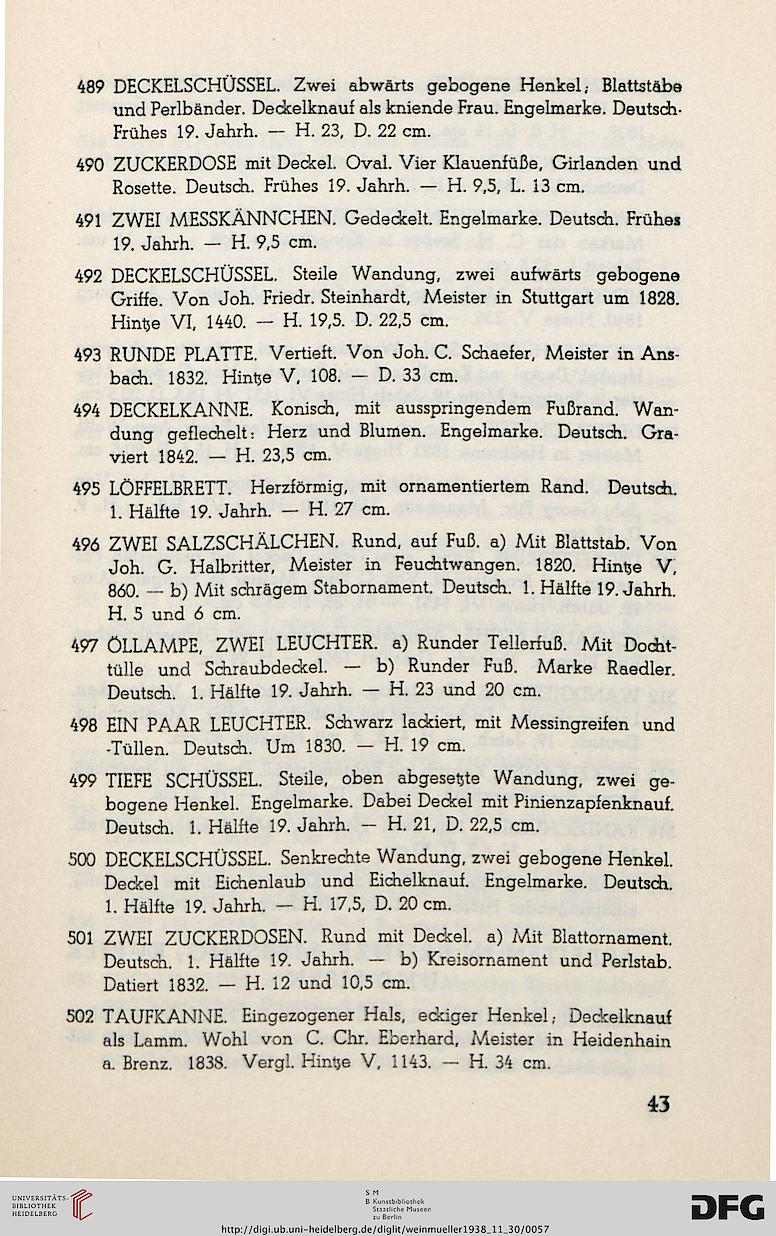 489 DECKELSCHÜSSEL. Zwei abwärts gebogene Henkel; Blattstäbe
und Perlbänder. Deckelknauf als kniende Frau. Engelmarke. Deutsch.
Frühes 19. Jahrh. — H. 23, D. 22 cm.
490 ZUCKERDOSE mit Deckel. Oval. Vier Klauenfüße, Girlanden und
Rosette. Deutsch. Frühes 19. Jahrh. — H. 9,5, L. 13 cm.
491 ZWEI MESSKÄNNCHEN. Gedeckelt. Engelmarke. Deutsch. Frühes
19. Jahrh. — H. 9,5 cm.
492 DECKELSCHÜSSEL. Steile Wandung, zwei aufwärts gebogene
Griffe. Von Joh. Friedr. Steinhardt, Meister in Stuttgart um 1828.
Hintze VI, 1440. — H. 19,5. D. 22,5 cm.
493 RUNDE PLATTE. Vertieft. Von Joh. C. Schaefer, Meister in Ans-
bach. 1832. Hintze V, 108. — D. 33 cm.
494 DECKELKANNE. Konisch, mit ausspringendem Fußrand. Wan-
dung geflechelt: Herz und Blumen. Engelmarke. Deutsch. Gra-
viert 1842. — H. 23,5 cm.
495 LÖFFELBRETT. Herzförmig, mit ornamentiertem Rand. Deutsch.
1. Hälfte 19. Jahrh. — H. 27 cm.
496 ZWEI SALZSCHÄLCHEN. Rund, auf Fuß. a) Mit Blattstab. Von
Joh. G. Halbritter, Meister in Feuchtwangen. 1820. Hintze V,
860. — b) Mit schrägem Stabornament. Deutsch. 1. Hälfte 19. Jahrh.
H. 5 und 6 cm.
497 ÖLLAMPE, ZWEI LEUCHTER. a) Runder Tellerfuß. Mit Docht-
tülle und Schraubdeckel. — b) Runder Fuß. Marke Raedler.
Deutsch. 1. Hälfte 19. Jahrh. — H. 23 und 20 cm.
498 EIN PAAR LEUCHTER. Schwarz lackiert, mit Messingreifen und
-Tüllen. Deutsch. Um 1830. — H. 19 cm.
499 TIEFE SCHÜSSEL. Steile, oben abgesetzte Wandung, zwei ge-
bogene Henkel. Engelmarke. Dabei Deckel mit Pinienzapfenknauf.
Deutsch. 1. Hälfte 19. Jahrh. — H. 21, D. 22,5 cm.
500 DECKELSCHÜSSEL. Senkrechte Wandung, zwei gebogene Henkel.
Deckel mit Eichenlaub und Eichelknauf. Engelmarke. Deutsch.
1. Hälfte 19. Jahrh. — H. 17,5, D. 20 cm.
501 ZWEI ZUCKERDOSEN. Rund mit Deckel. a) Mit Blattornament.
Deutsch. 1. Hälfte 19. Jahrh. — b) Kreisornament und Perlstab.
Datiert 1832. — H. 12 und 10,5 cm.
502 TAUFKANNE. Eingezogener Hals, eckiger Henkel; Deckelknauf
als Lamm. Wohl von C. Chr. Eberhard, Meister in Heidenhain
a. Brenz. 1838. Vergl. Hintze V, 1143. — H. 34 cm.
43
UNIVERSITÄTS-
BIBLIOTHEK
HEIDELBERG
S M
B Kunstbibliothek
Staatliche Museen
zu Berlin
DFG
http://digi.ub.uni-heidelberg.de/diglit/weinmueller1938_11_30/0057